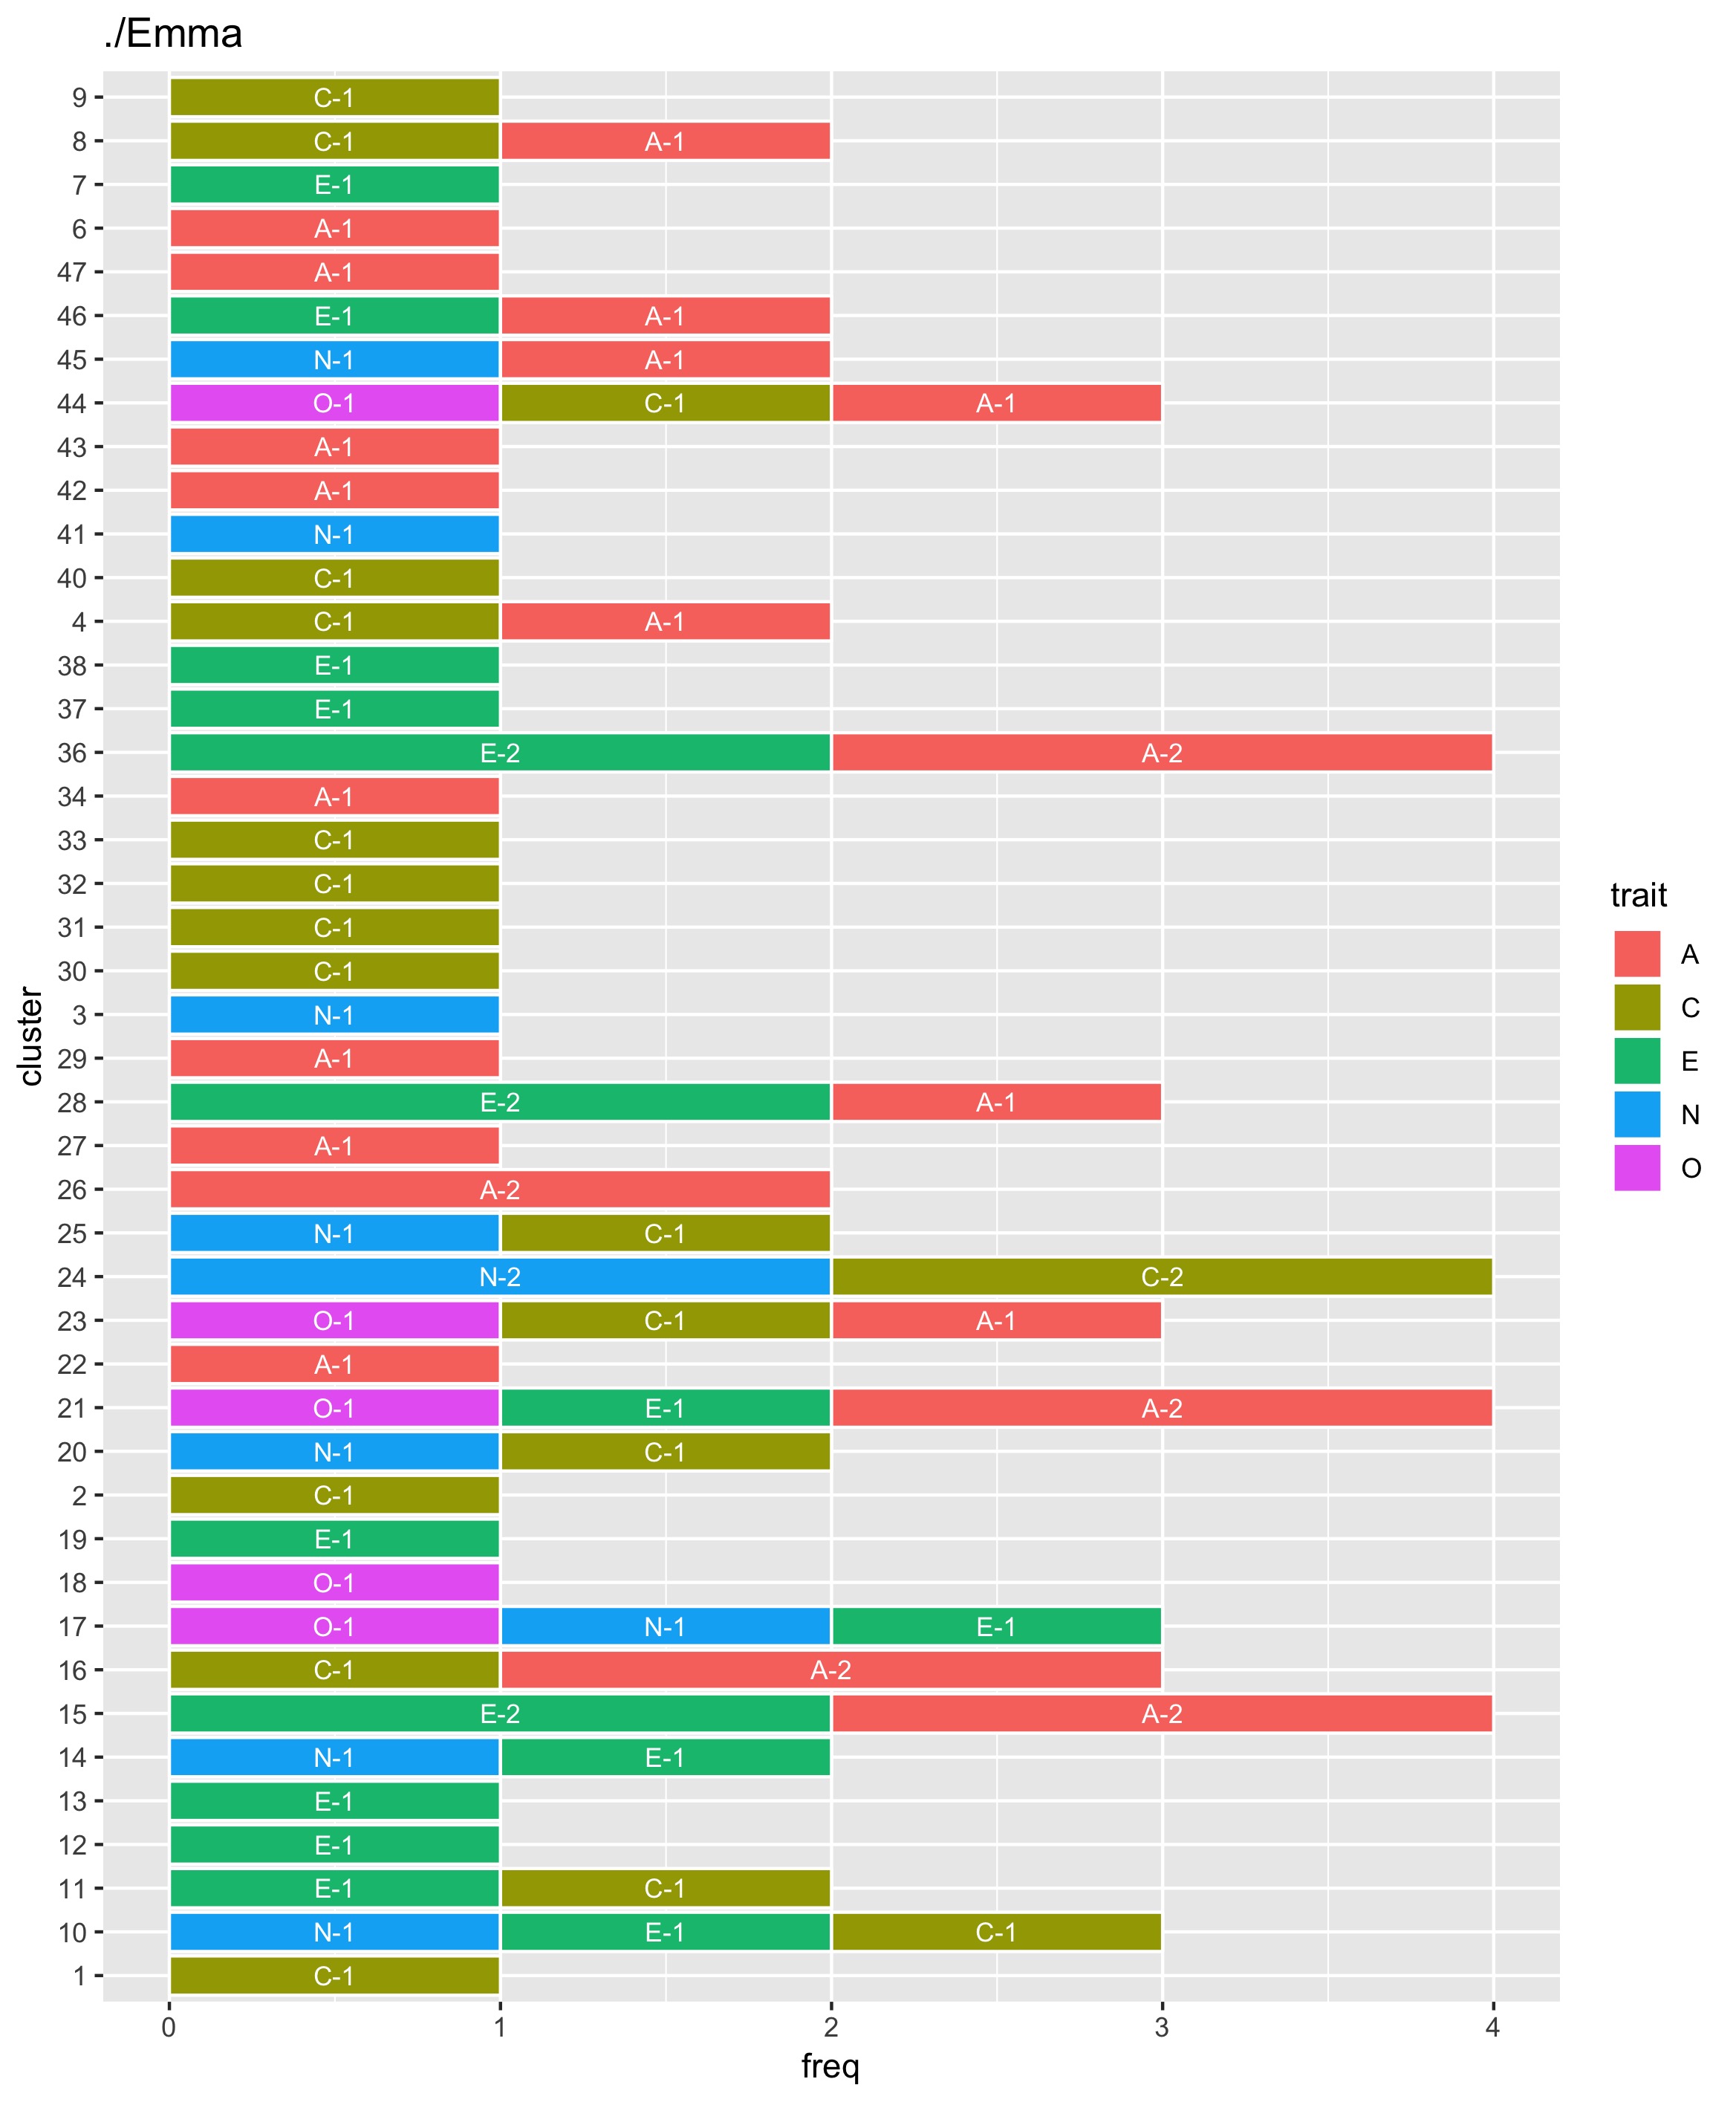 ./Emma
9 C-1
8 C-1 A-1
7 E-1
6 A-1
47 A-1
46 E-1 A-1
45 N-1 A-1
44 O-1 C-1 A-1
43 A-1
42 A-1
41 N-1
40 C-1
4 C-1 A-1
38 E-1
37 E-1
36 E-2 A-2
34 A-1
33 C-1
32 C-1
31 C-1
30 C-1
3 N-1
29 A-1
28 E-2 A-1
27 A-1
26 A-2
25 N-1 C-1
24 N-2 C-2
23 O-1 C-1 A-1
22 A-1
21 O-1 E-1 A-2
20 N-1 C-1
2 C-1
19 E-1
18 O-1
17 O-1 N-1 E-1
16 C-1 A-2
15 E-2 A-2
14 N-1 E-1
13 E-1
12 E-1
11 E-1 C-1
10 N-1 E-1 C-1
1 C-1
0 1 2 3 4
freq
cluster
trait
A
C
E
N
O